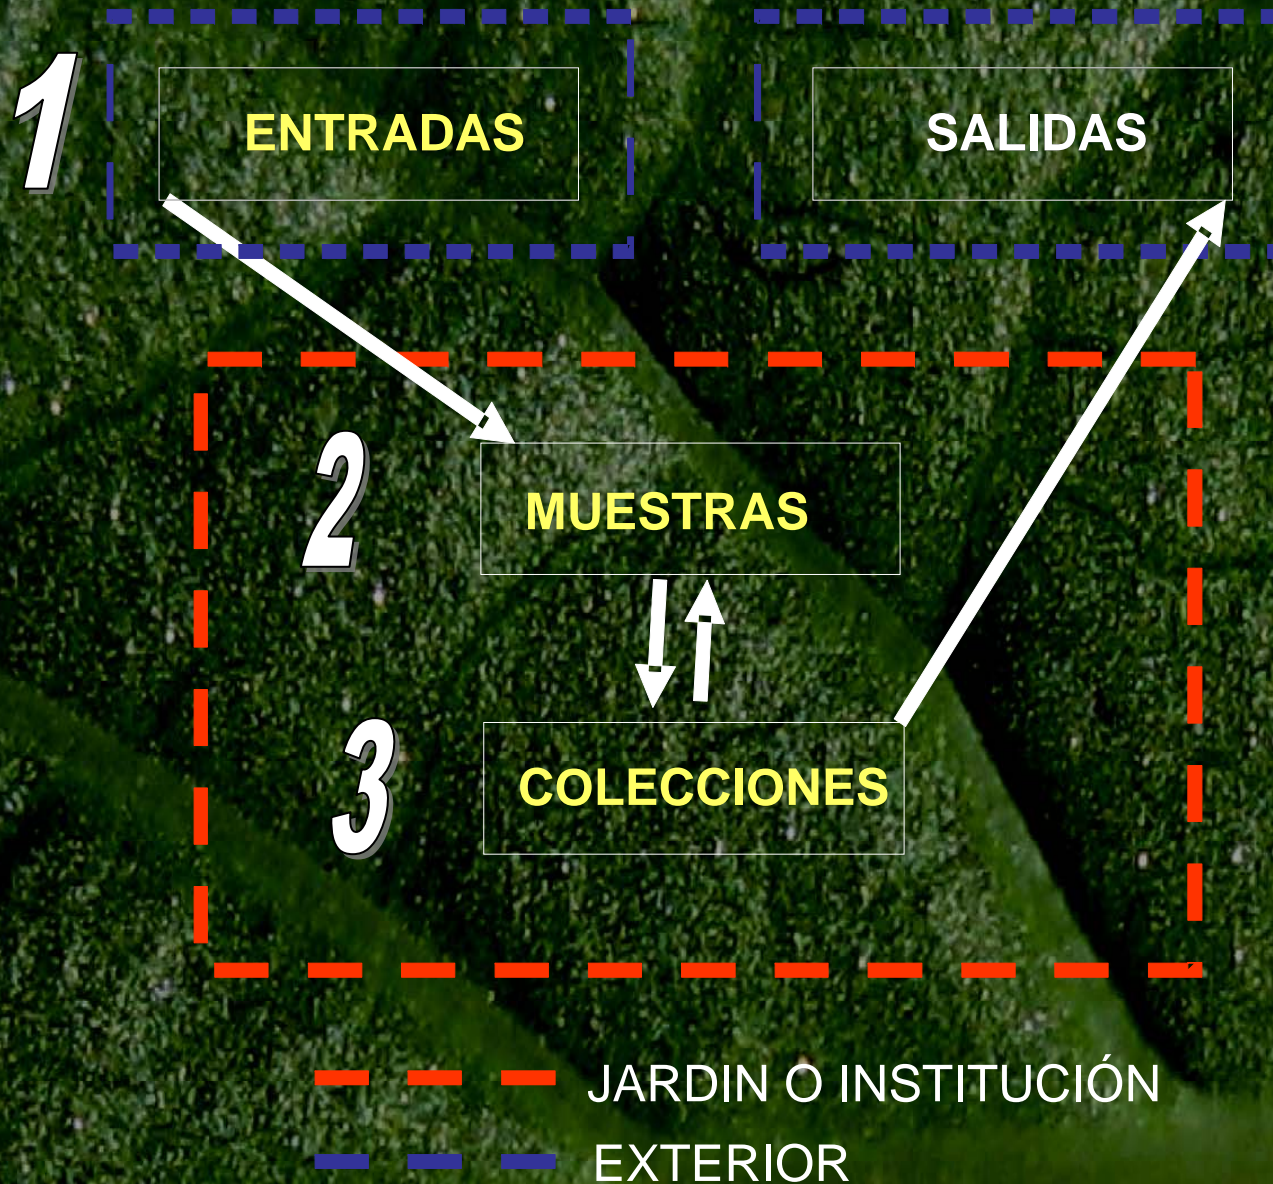 1
ENTRADAS
SALIDAS
2
MUESTRAS
3
COLECCIONES
JARDIN O INSTITUCIÓN
EXTERIOR